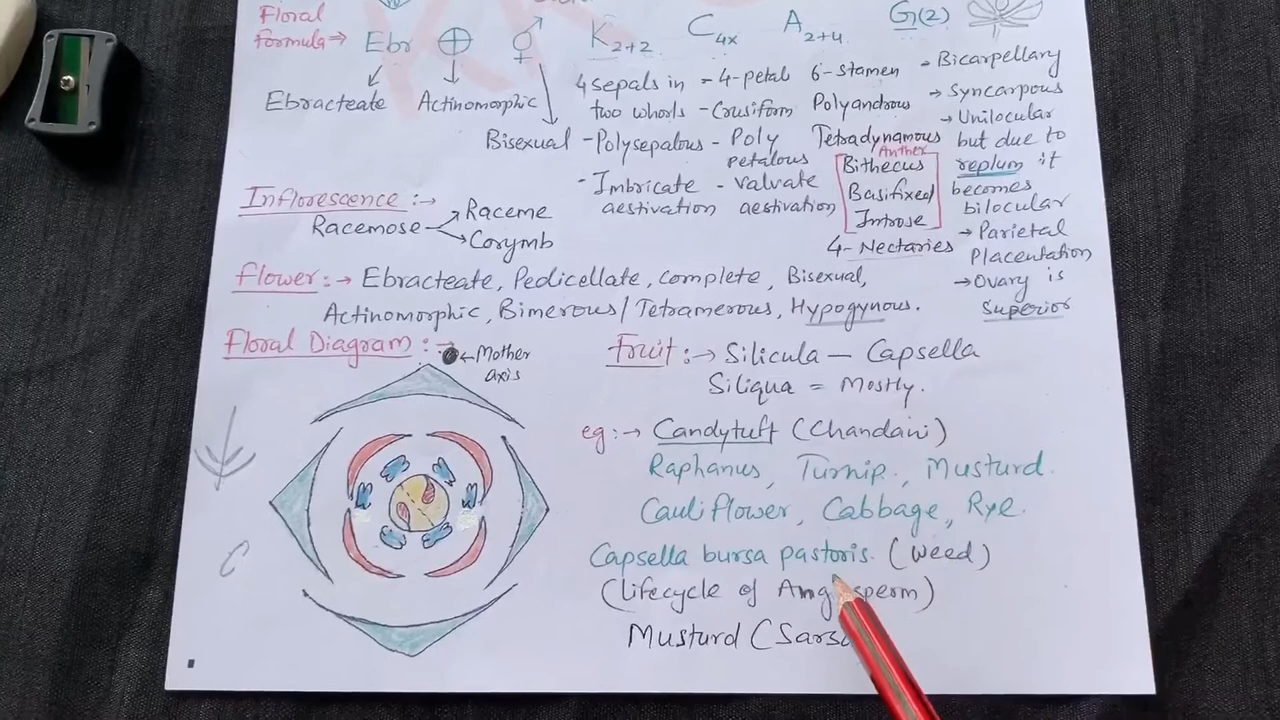 Floral
formula → Ebr ⊕ ⚥ K2+2 C4x A2+4 G(2)
Ebracteate Actinomorphic
Bisexual
4 sepals in
two whorls
- Polysepalous
- Imbricate
aestivation
- 4-petal
- Crusiform
- Poly
petalous
- valvate
aestivation
6-stamen
Polyandrous
Tetradynamous
Anther
Bithecus
Basifixed
Introse
4-Nectaries
→ Bicarpellary
→ Syncarpous
→ Unilocular
but due to
replum it
becomes
bilocular
→ Parietal
Placentation
→ Ovary is
Superior
Inflorescence :→
Racemose Raceme
Corymb
Flower :→ Ebracteate, Pedicellate, complete, Bisexual,
Actinomorphic, Bimerous/Tetramerous, Hypogynous.
Floral Diagram :→
← Mother
axis
Fruit :→ Silicula — Capsella
Siliqua = Mostly.
eg :→ Candytuft (Chandani)
Raphanus, Turnip, Musturd.
Cauliflower, Cabbage, Rye.
Capsella bursa pastoris. (weed)
(lifecycle of
Musturd